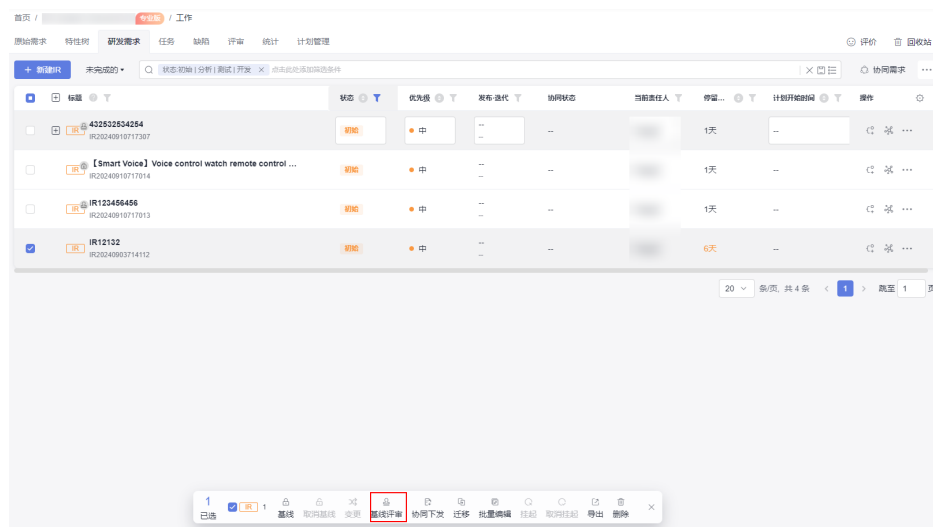 首页 / 专业版 / 工作
原始需求 特性树 研发需求 任务 缺陷 评审 统计 计划管理 评价 回收站
+ 新建IR 未完成的 状态:初始 | 分析 | 测试 | 开发 × 点击此处添加筛选条件 协同需求 ...
标题 状态 优先级 发布-迭代 协同状态 当前责任人 停留... 计划开始时间 操作
432532534254
IR IR20240910717307 初始 中 -- -- -- 1天 --
【Smart Voice】Voice control watch remote control ...
IR IR20240910717014 初始 中 -- -- -- 1天 --
IR123456456
IR IR20240910717013 初始 中 -- -- -- 1天 --
IR12132
IR IR20240903714112 初始 中 -- -- -- 6天 --
20 条/页, 共 4 条 < 1 > 跳至 1 页
1 已选 IR 1 基线 取消基线 变更 基线评审 协同下发 迁移 批量编辑 挂起 取消挂起 导出 删除 ×